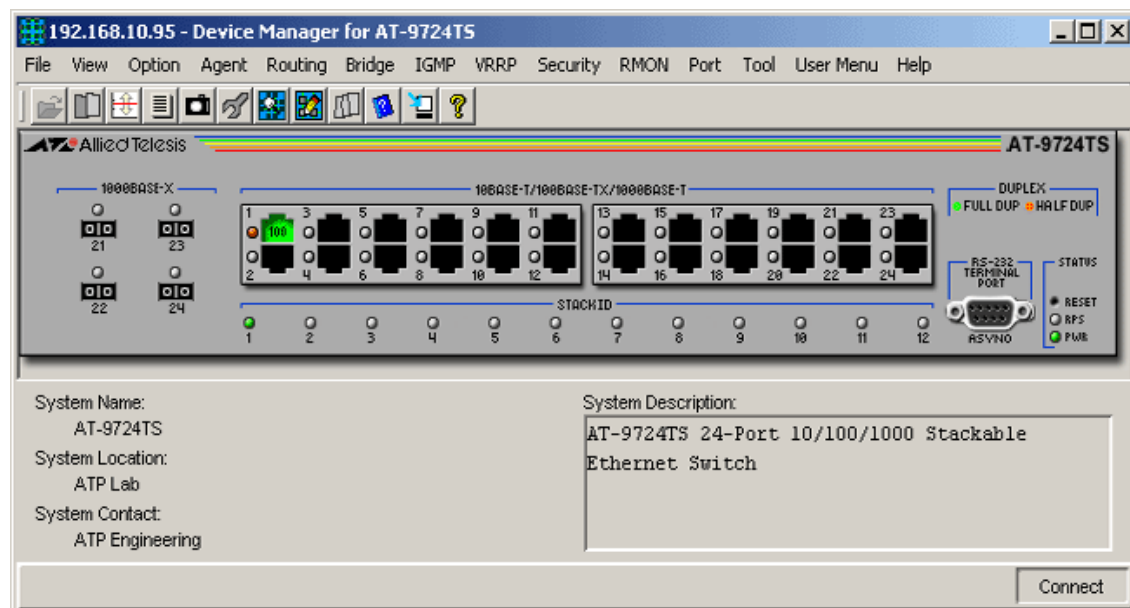 192.168.10.95 - Device Manager for AT-9724TS
File View Option Agent Routing Bridge IGMP VRRP Security RMON Port Tool User Menu Help
Allied Telesis
AT-9724TS
1000BASE-X
10BASE-T/100BASE-TX/1000BASE-T
DUPLEX
FULL DUP HALF DUP
1 3 5 7 9 11 13 15 17 19 21 23
100
21 23
2 4 6 8 10 12 14 16 18 20 22 24
22 24
RS-232
TERMINAL
PORT
STATUS
RESET
RPS
PWR
ASYNO
STACKID
1 2 3 4 5 6 7 8 9 10 11 12
System Name:
AT-9724TS
System Location:
ATP Lab
System Contact:
ATP Engineering
System Description:
AT-9724TS 24-Port 10/100/1000 Stackable
Ethernet Switch
Connect